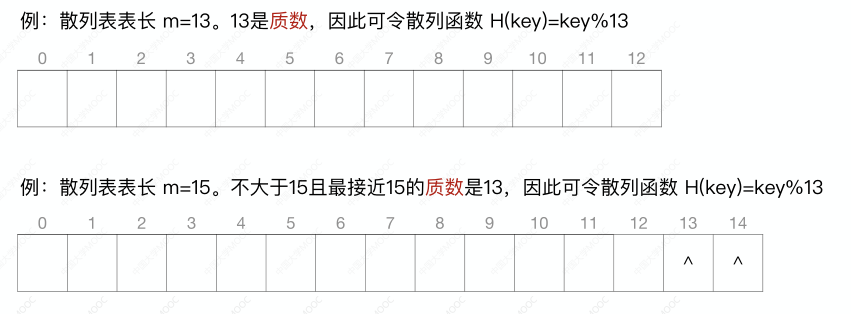 例：散列表表长 m=13。13是质数，因此可令散列函数 H(key)=key%13
0 1 2 3 4 5 6 7 8 9 10 11 12
例：散列表表长 m=15。不大于15且最接近15的质数是13，因此可令散列函数 H(key)=key%13
0 1 2 3 4 5 6 7 8 9 10 11 12 13 14
^ ^